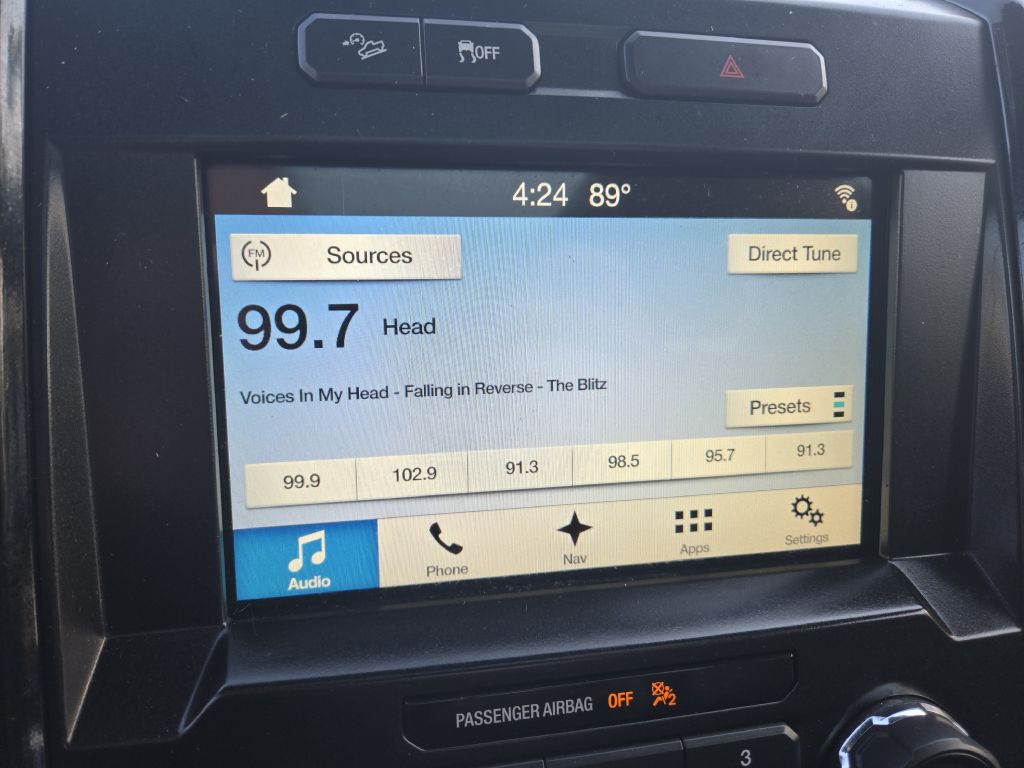 OFF
4:24 89°
FM Sources
Direct Tune
99.7 Head
Voices In My Head - Falling in Reverse - The Blitz
Presets
99.9 102.9 91.3 98.5 95.7 91.3
Audio Phone Nav Apps Settings
PASSENGER AIRBAG OFF 2
3